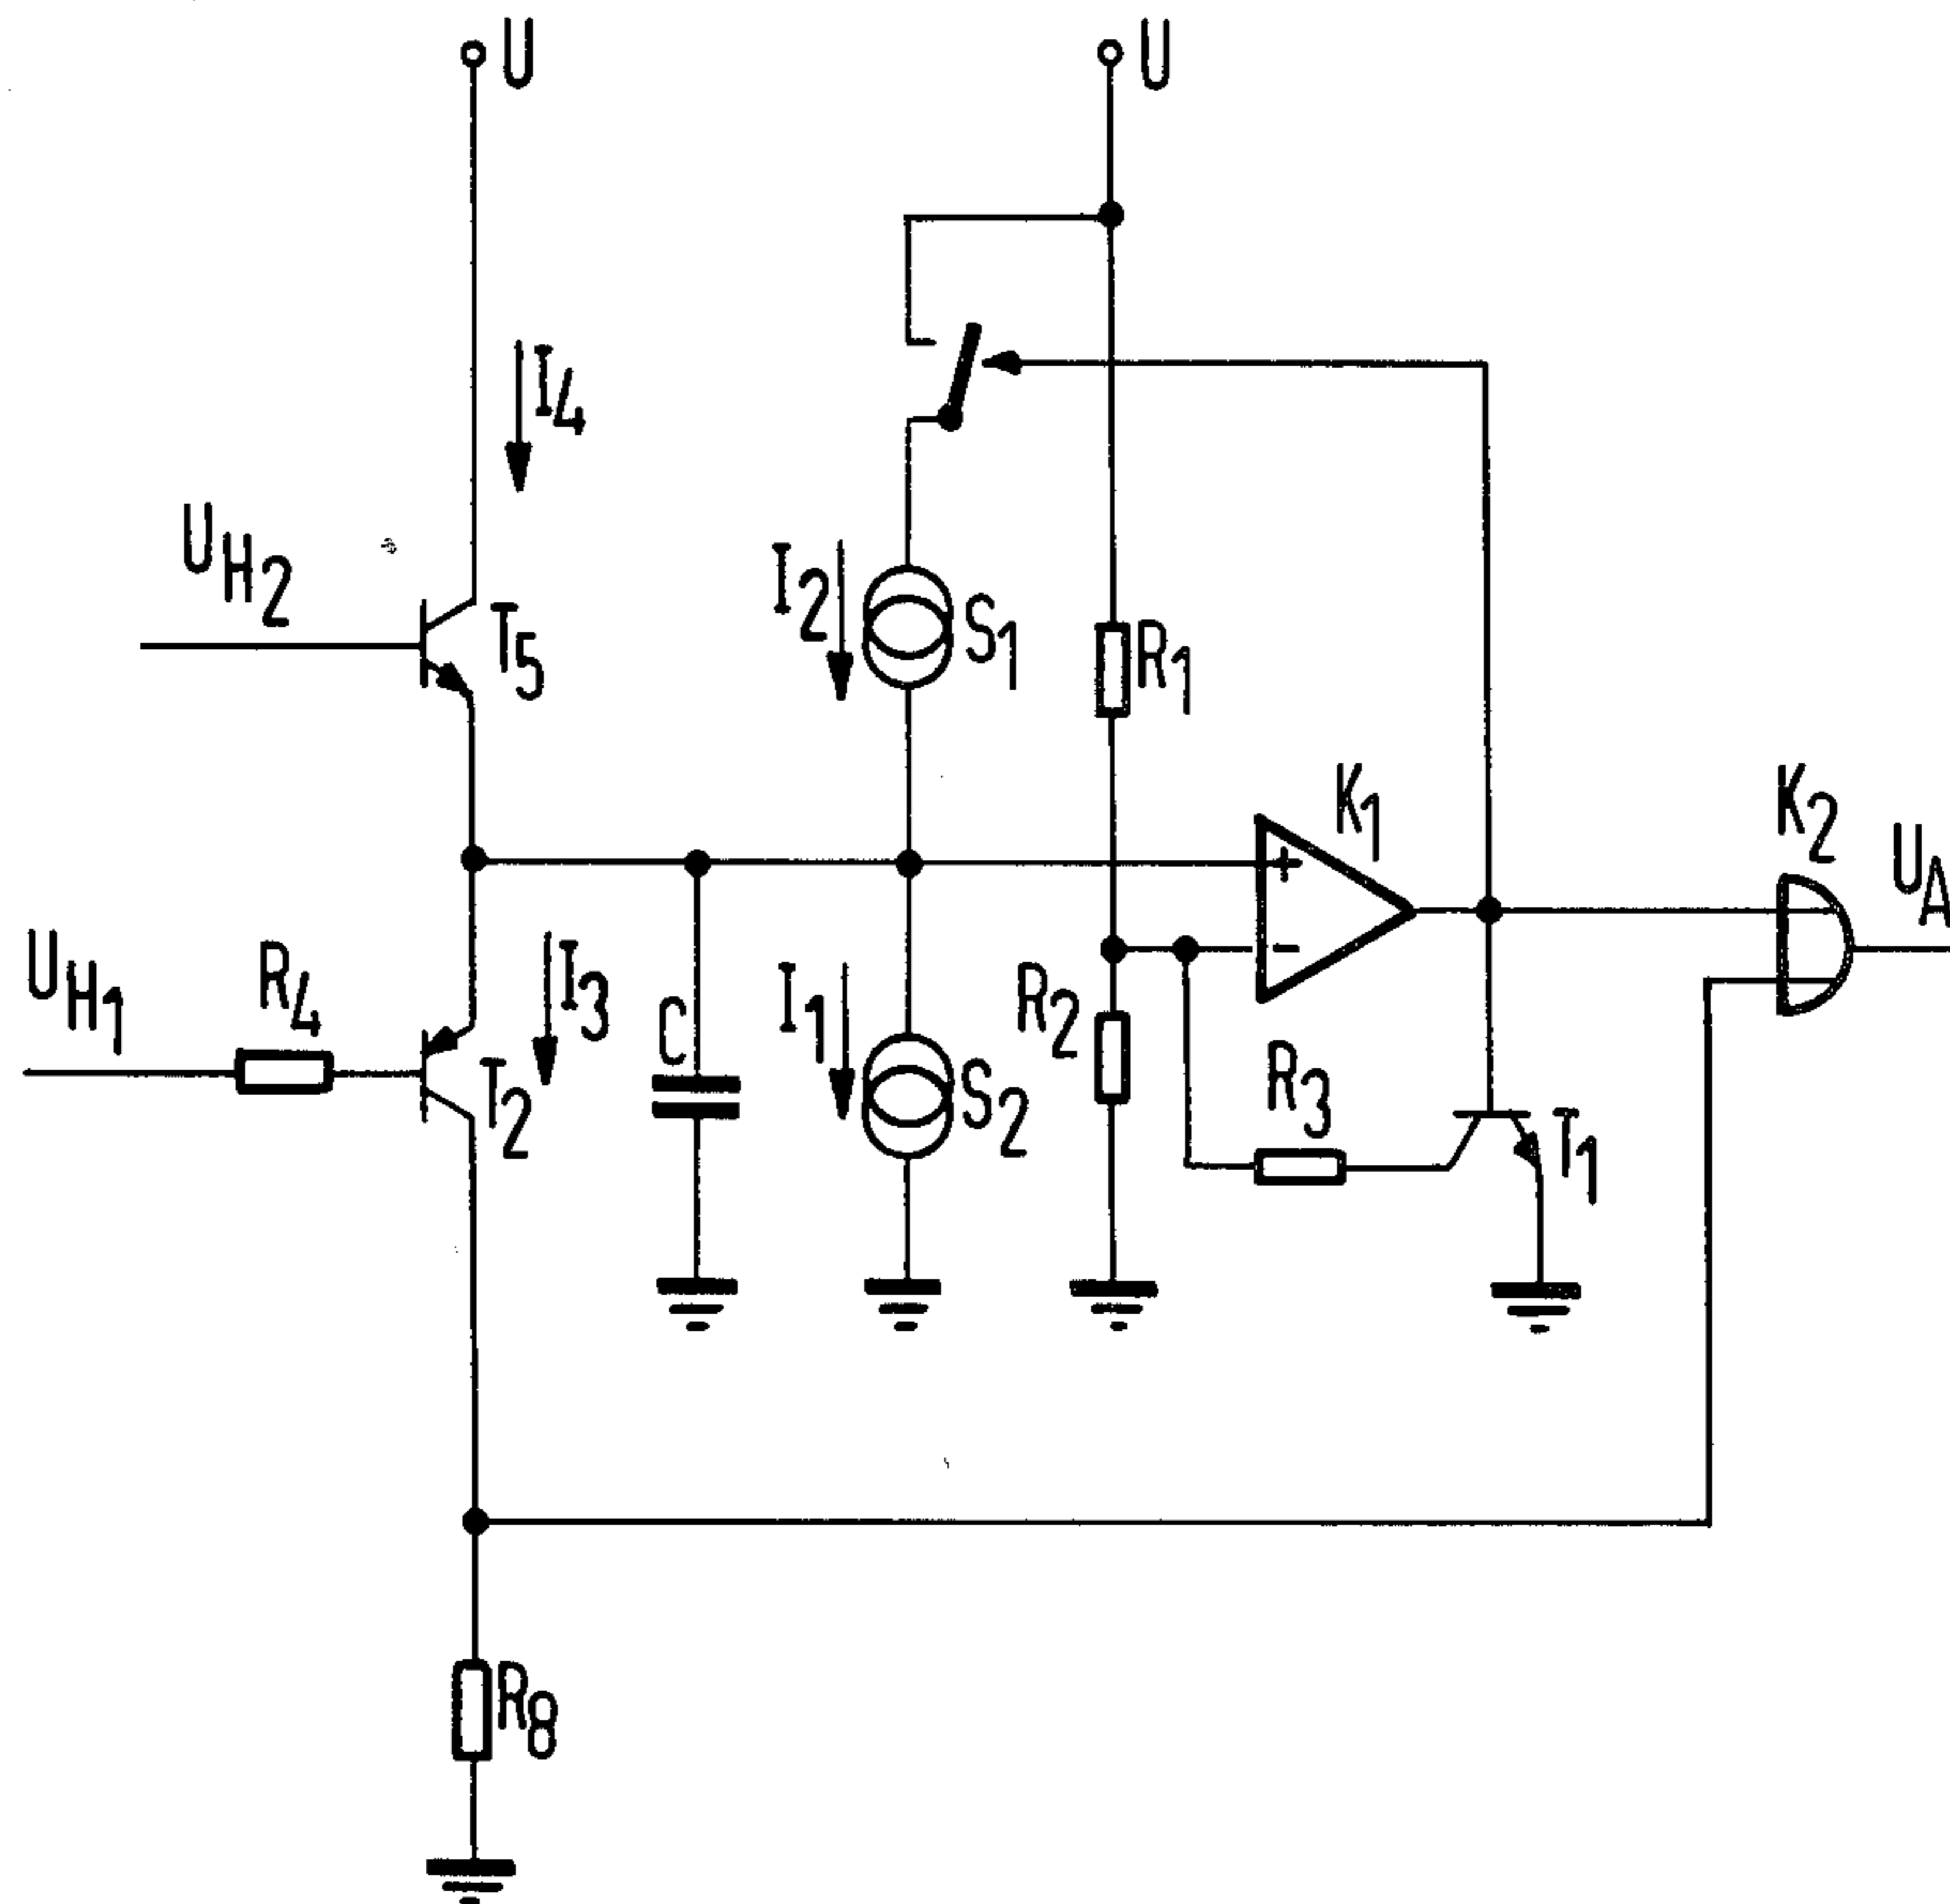 U
U
I4
UH2
T5
I2
S1
R1
K1
K2
UA
UH1
R4
I3
T2
C
I1
S2
R2
+
-
R3
T1
R8